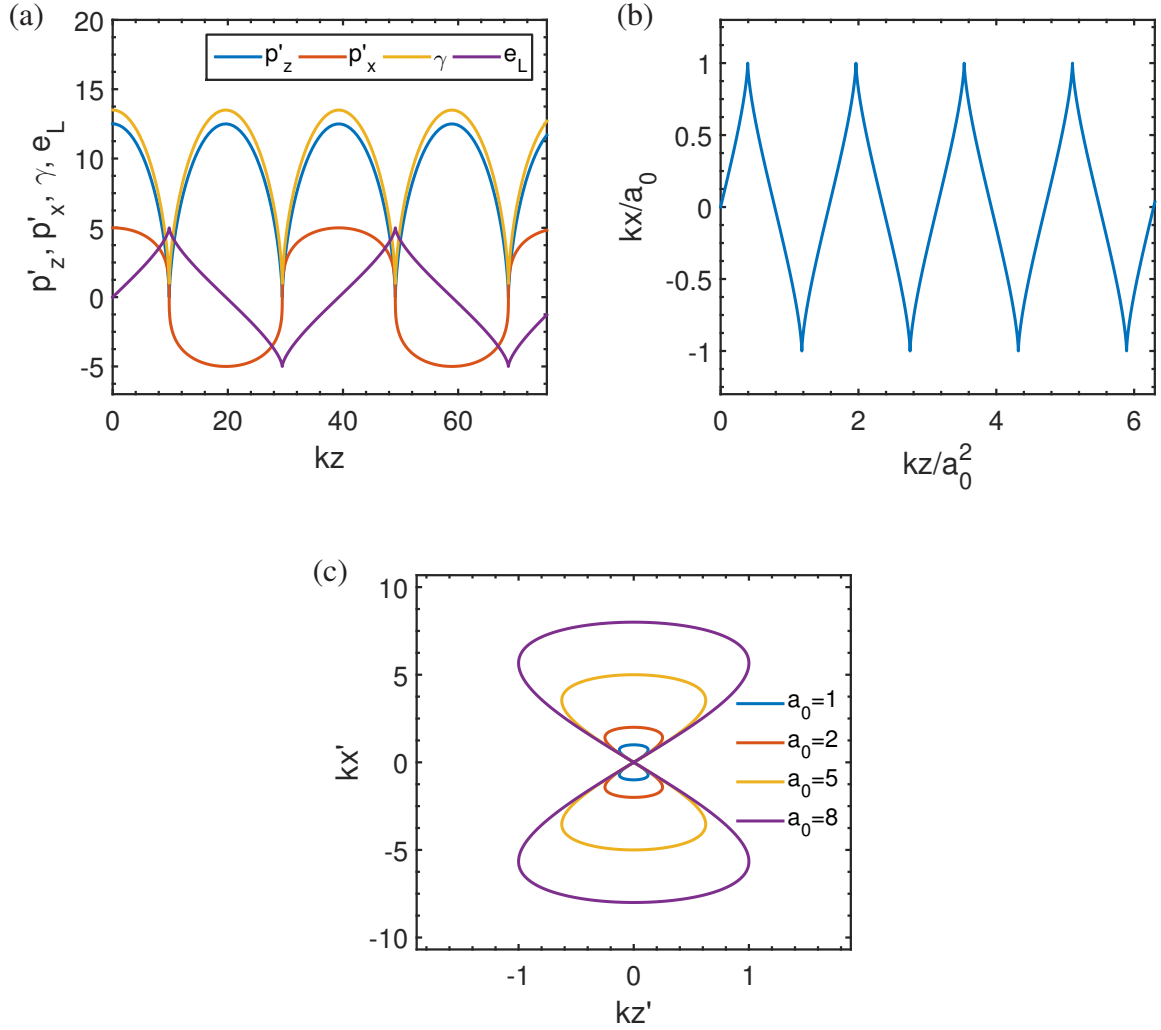 (a)
20
15
10
5
0
-5
p'z, p'x, γ, eL
p'z p'x γ eL
0 20 40 60
kz
(b)
1
0.5
0
-0.5
-1
kx/a0
0 2 4 6
kz/a0^2
(c)
10
5
0
-5
-10
kx'
a0=1
a0=2
a0=5
a0=8
-1 0 1
kz'